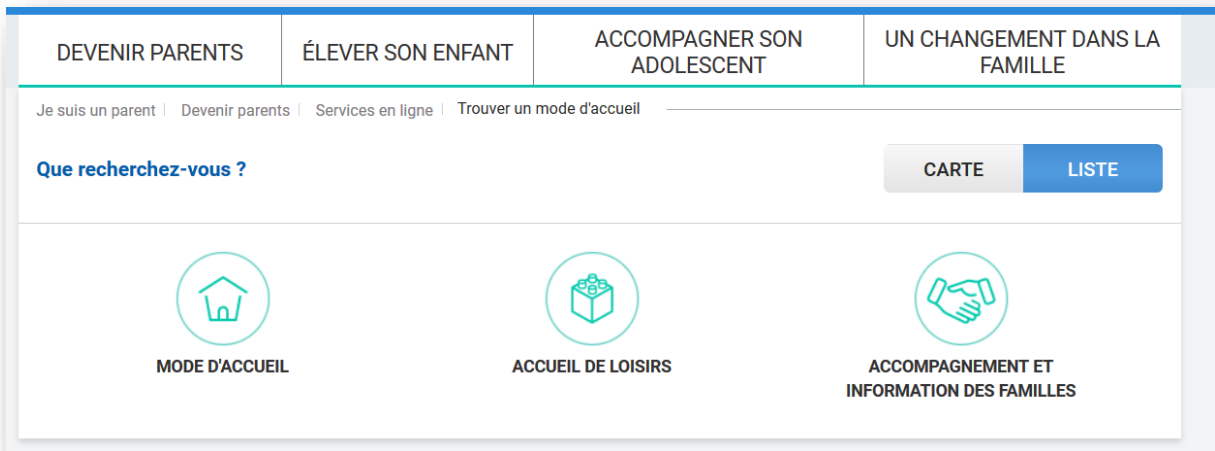 DEVENIR PARENTS
ÉLEVER SON ENFANT
ACCOMPAGNER SON
ADOLESCENT
UN CHANGEMENT DANS LA
FAMILLE
Je suis un parent | Devenir parents | Services en ligne | Trouver un mode d'accueil
Que recherchez-vous ?
CARTE
LISTE
MODE D'ACCUEIL
ACCUEIL DE LOISIRS
ACCOMPAGNEMENT ET
INFORMATION DES FAMILLES